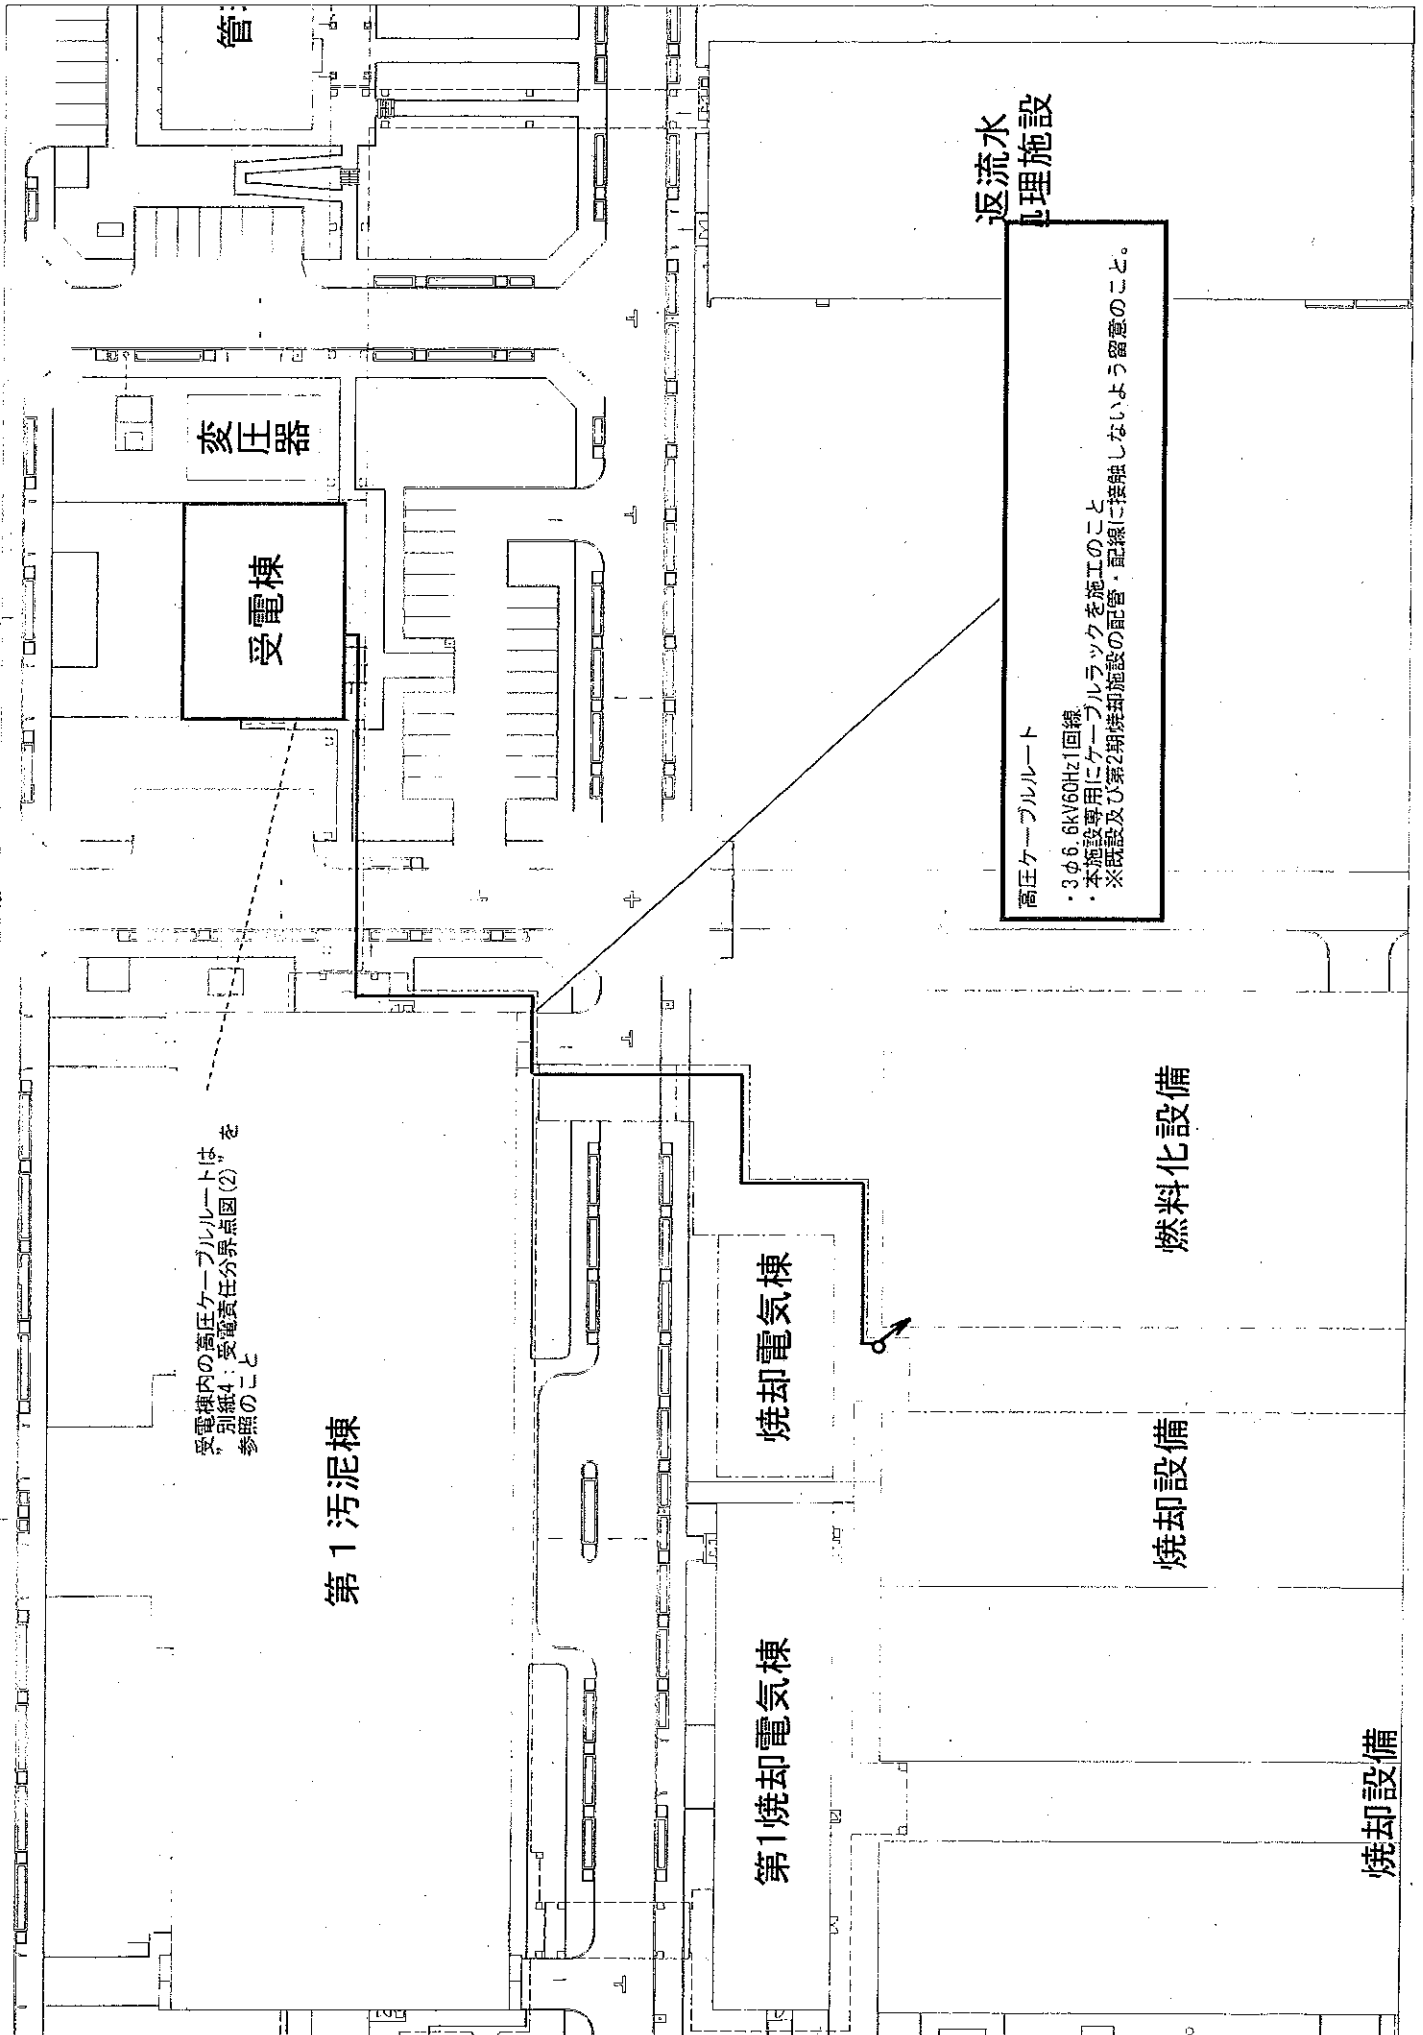 受電棟内の高圧ケーブルルートは
"別紙4：受電責任分界点図(2)"を
参照のこと
受電棟
変圧器
第１汚泥棟
焼却電気棟
第1焼却電気棟
返流水
処理施設
高圧ケーブルルート
・3φ6.6kV60Hz1回線
・本施設専用にケーブルラックを施工のこと
※既設及び第2期焼却施設の配管・配線に接触しないよう留意のこと。
燃料化設備
焼却設備
焼却設備